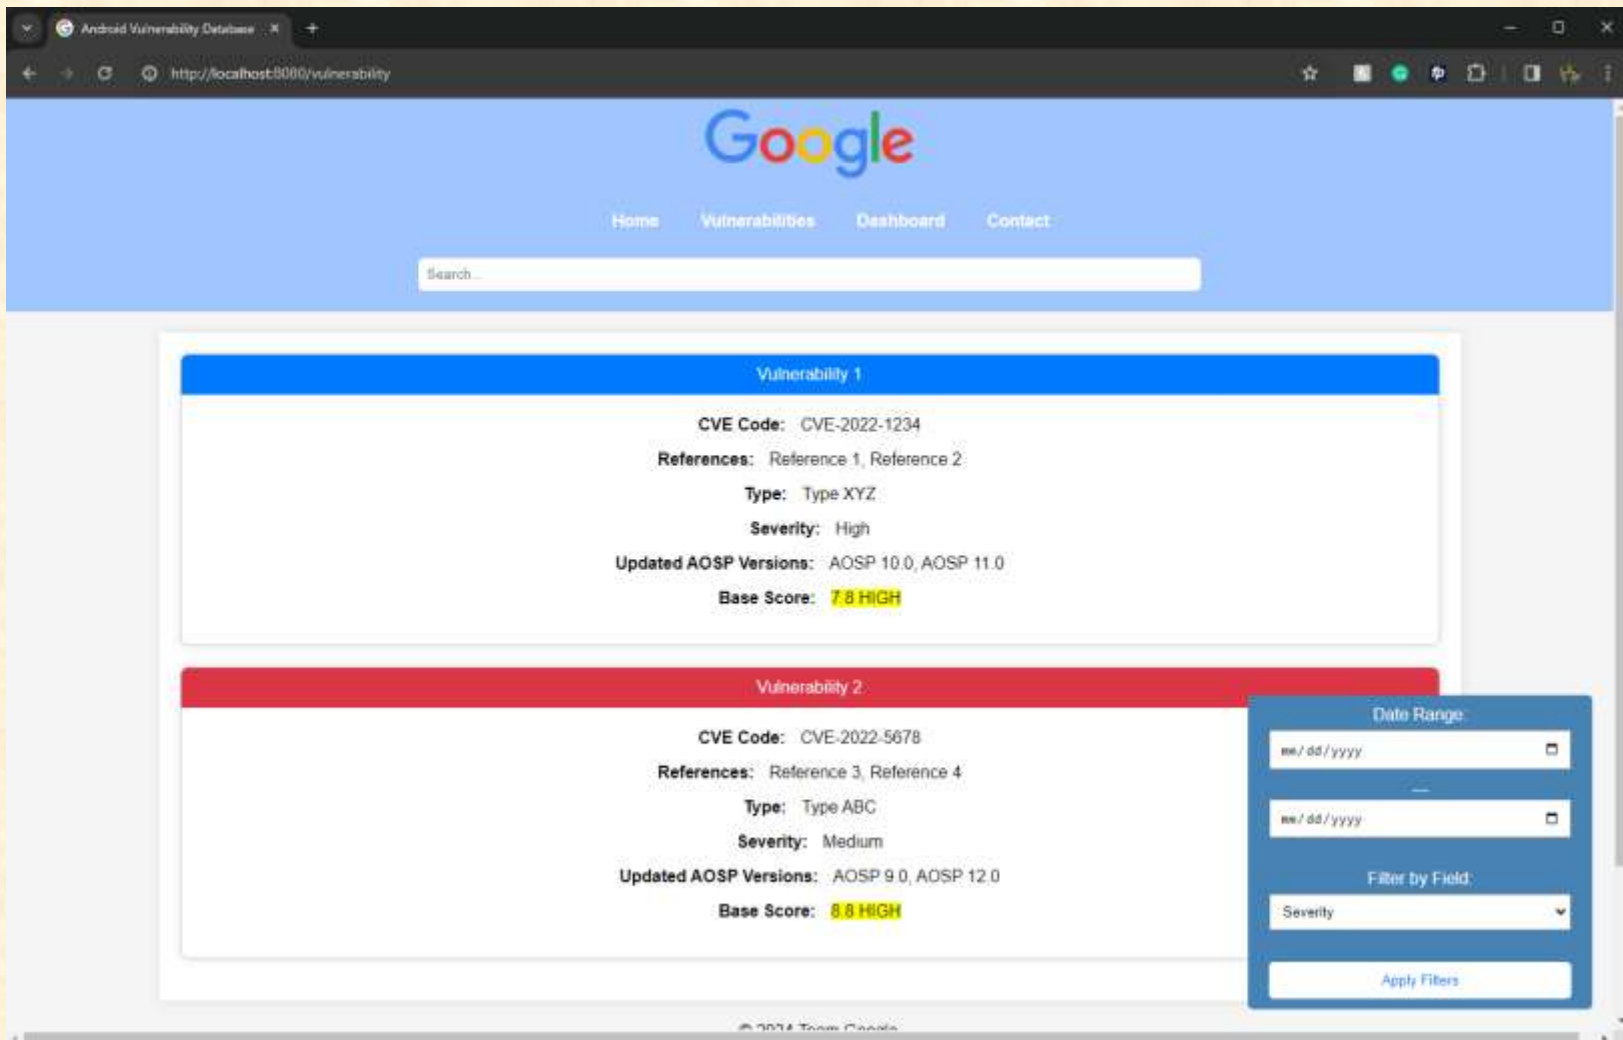 Android Vulnerability Database
http://localhost:8080/vulnerability
Google
Home Vulnerabilities Dashboard Contact
Search...
Vulnerability 1
CVE Code: CVE-2022-1234
References: Reference 1, Reference 2
Type: Type XYZ
Severity: High
Updated AOSP Versions: AOSP 10.0, AOSP 11.0
Base Score: 7.8 HIGH
Vulnerability 2
CVE Code: CVE-2022-5678
References: Reference 3, Reference 4
Type: Type ABC
Severity: Medium
Updated AOSP Versions: AOSP 9.0, AOSP 12.0
Base Score: 8.8 HIGH
Date Range:
mm/dd/yyyy
—
mm/dd/yyyy
Filter by Field:
Severity
Apply Filters
© 2024 Team Google